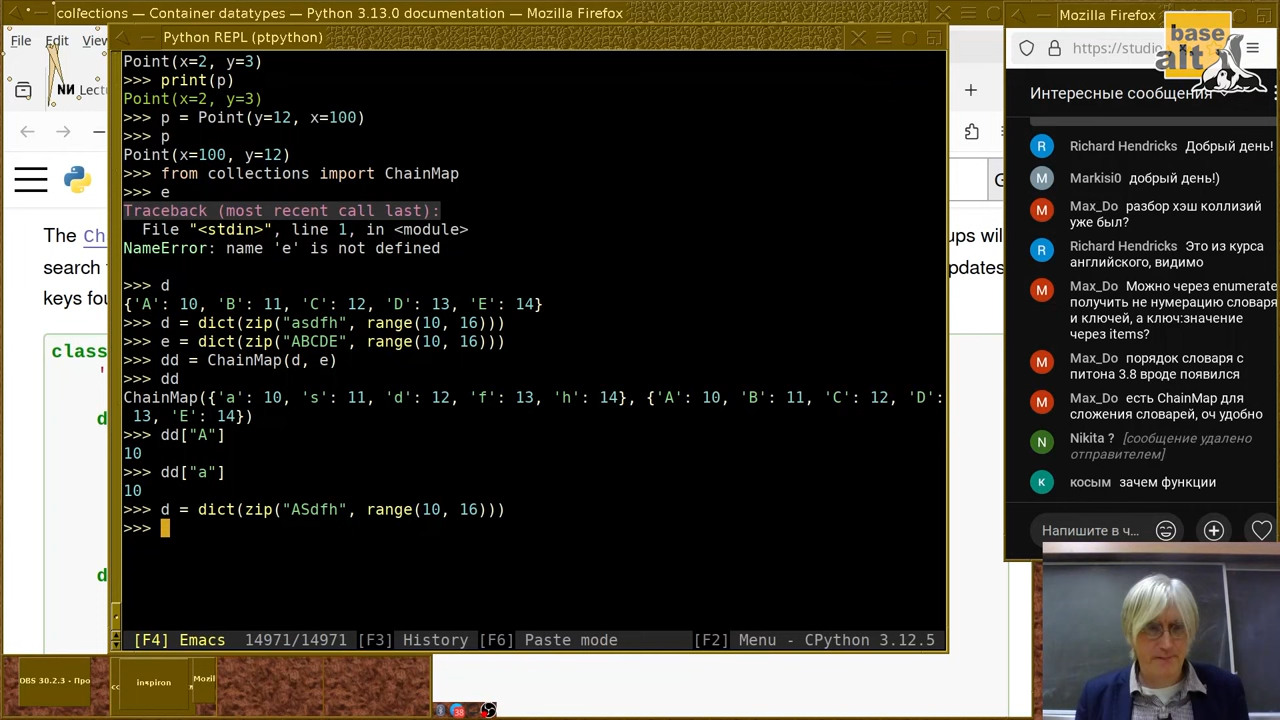 collections — Container datatypes — Python 3.13.0 documentation — Mozilla Firefox
Mozilla Firefox
File Edit View
Python REPL (ptpython)
base
alt
https://studio
Lectu
Point(x=2, y=3)
>>> print(p)
Point(x=2, y=3)
>>> p = Point(y=12, x=100)
>>> p
Point(x=100, y=12)
>>> from collections import ChainMap
>>> e
Traceback (most recent call last):
File "<stdin>", line 1, in <module>
NameError: name 'e' is not defined
>>> d
{'A': 10, 'B': 11, 'C': 12, 'D': 13, 'E': 14}
>>> d = dict(zip("asdfh", range(10, 16)))
>>> e = dict(zip("ABCDE", range(10, 16)))
>>> dd = ChainMap(d, e)
>>> dd
ChainMap({'a': 10, 's': 11, 'd': 12, 'f': 13, 'h': 14}, {'A': 10, 'B': 11, 'C': 12, 'D':
13, 'E': 14})
>>> dd["A"]
10
>>> dd["a"]
10
>>> d = dict(zip("ASdfh", range(10, 16)))
>>>
[F4] Emacs 14971/14971 [F3] History [F6] Paste mode [F2] Menu - CPython 3.12.5
The Ch
search
keys fou
class
d
d
ups wil
pdates
G
Интересные сообщения
Richard Hendricks Добрый день!
Markisi0 добрый день!)
Max_Do разбор хэш коллизий
уже был?
Richard Hendricks Это из курса
английского, видимо
Max_Do Можно через enumerate
получить не нумерацию словаря
и ключей, а ключ:значение
через items?
Max_Do порядок словаря с
питона 3.8 вроде появился
Max_Do есть ChainMap для
сложения словарей, оч удобно
Nikita ? [сообщение удалено
отправителем]
косым зачем функции
Напишите в ч...
OBS 30.2.3 - Про
inspiron
Mozil
38